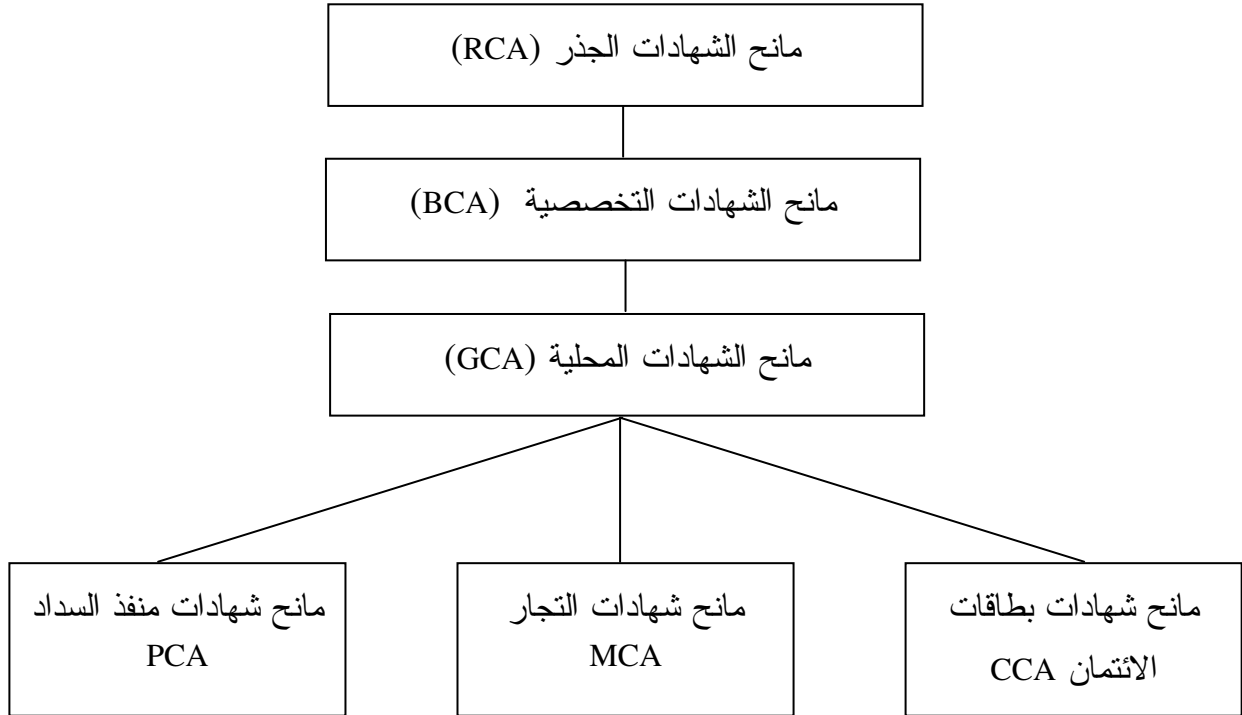 مانح الشهادات الجذر (RCA)
مانح الشهادات التخصصية (BCA)
مانح الشهادات المحلية (GCA)
مانح شهادات بطاقات
الائتمان CCA
مانح شهادات التجار
MCA
مانح شهادات منفذ السداد
PCA